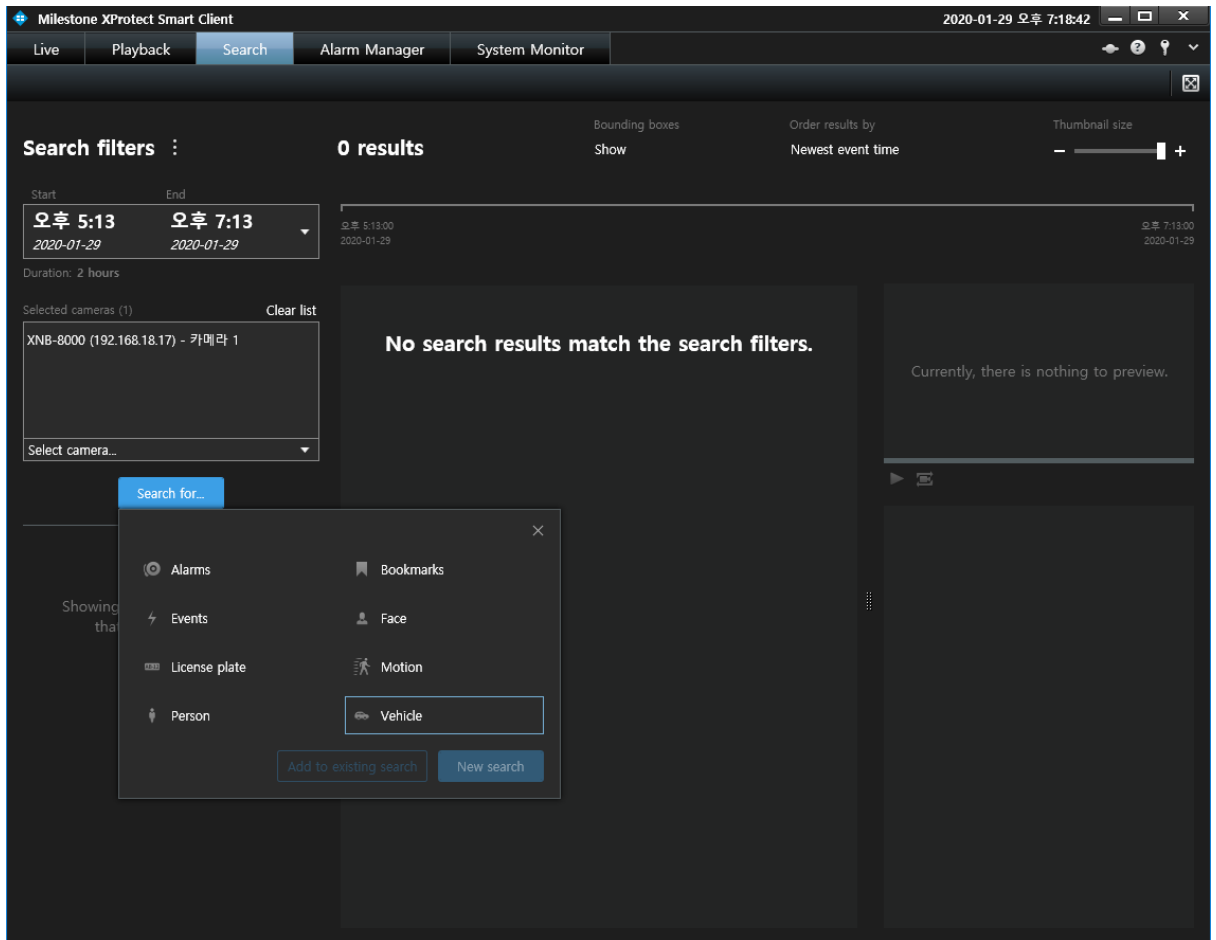 Milestone XProtect Smart Client
2020-01-29 오후 7:18:42
Live Playback Search Alarm Manager System Monitor
Search filters
0 results
Bounding boxes
Show
Order results by
Newest event time
Thumbnail size
Start End
오후 5:13 오후 7:13
2020-01-29 2020-01-29
Duration: 2 hours
오후 5:13:00
2020-01-29
오후 7:13:00
2020-01-29
Selected cameras (1) Clear list
XNB-8000 (192.168.18.17) - 카메라 1
Select camera...
Search for...
No search results match the search filters.
Currently, there is nothing to preview.
Showing
Alarms Bookmarks
Events Face
License plate Motion
Person Vehicle
Add to existing search New search